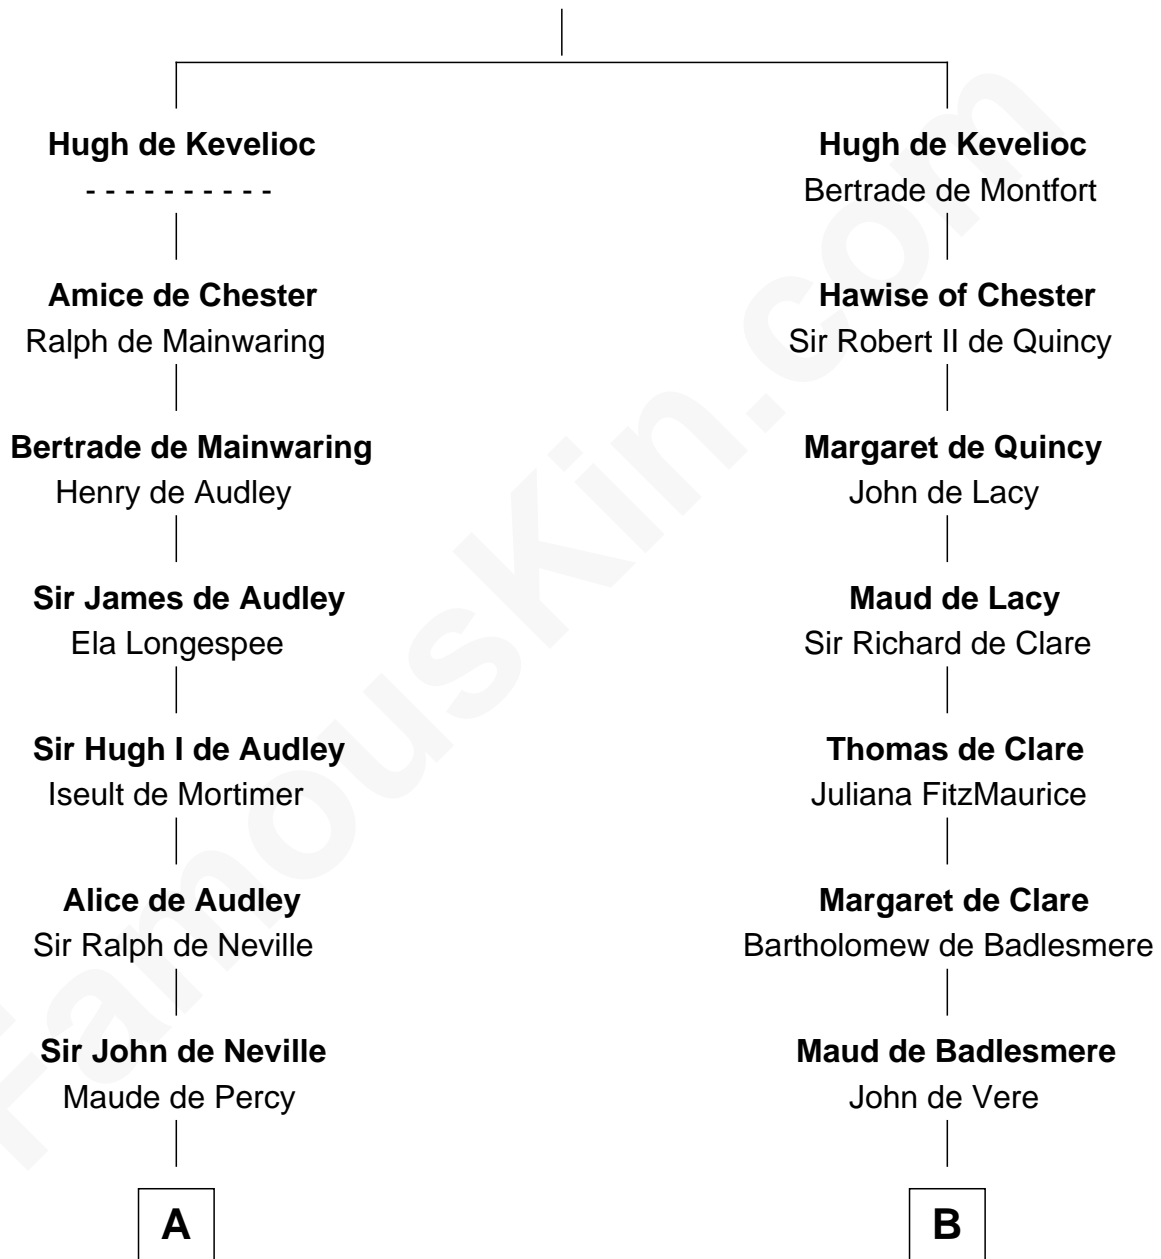 Hugh de Kevelioc
- - - - - - - - - -
Amice de Chester
Ralph de Mainwaring
Bertrade de Mainwaring
Henry de Audley
Sir James de Audley
Ela Longespee
Sir Hugh I de Audley
Iseult de Mortimer
Alice de Audley
Sir Ralph de Neville
Sir John de Neville
Maude de Percy
A
Hugh de Kevelioc
Bertrade de Montfort
Hawise of Chester
Sir Robert II de Quincy
Margaret de Quincy
John de Lacy
Maud de Lacy
Sir Richard de Clare
Thomas de Clare
Juliana FitzMaurice
Margaret de Clare
Bartholomew de Badlesmere
Maud de Badlesmere
John de Vere
B
FamousKin.com